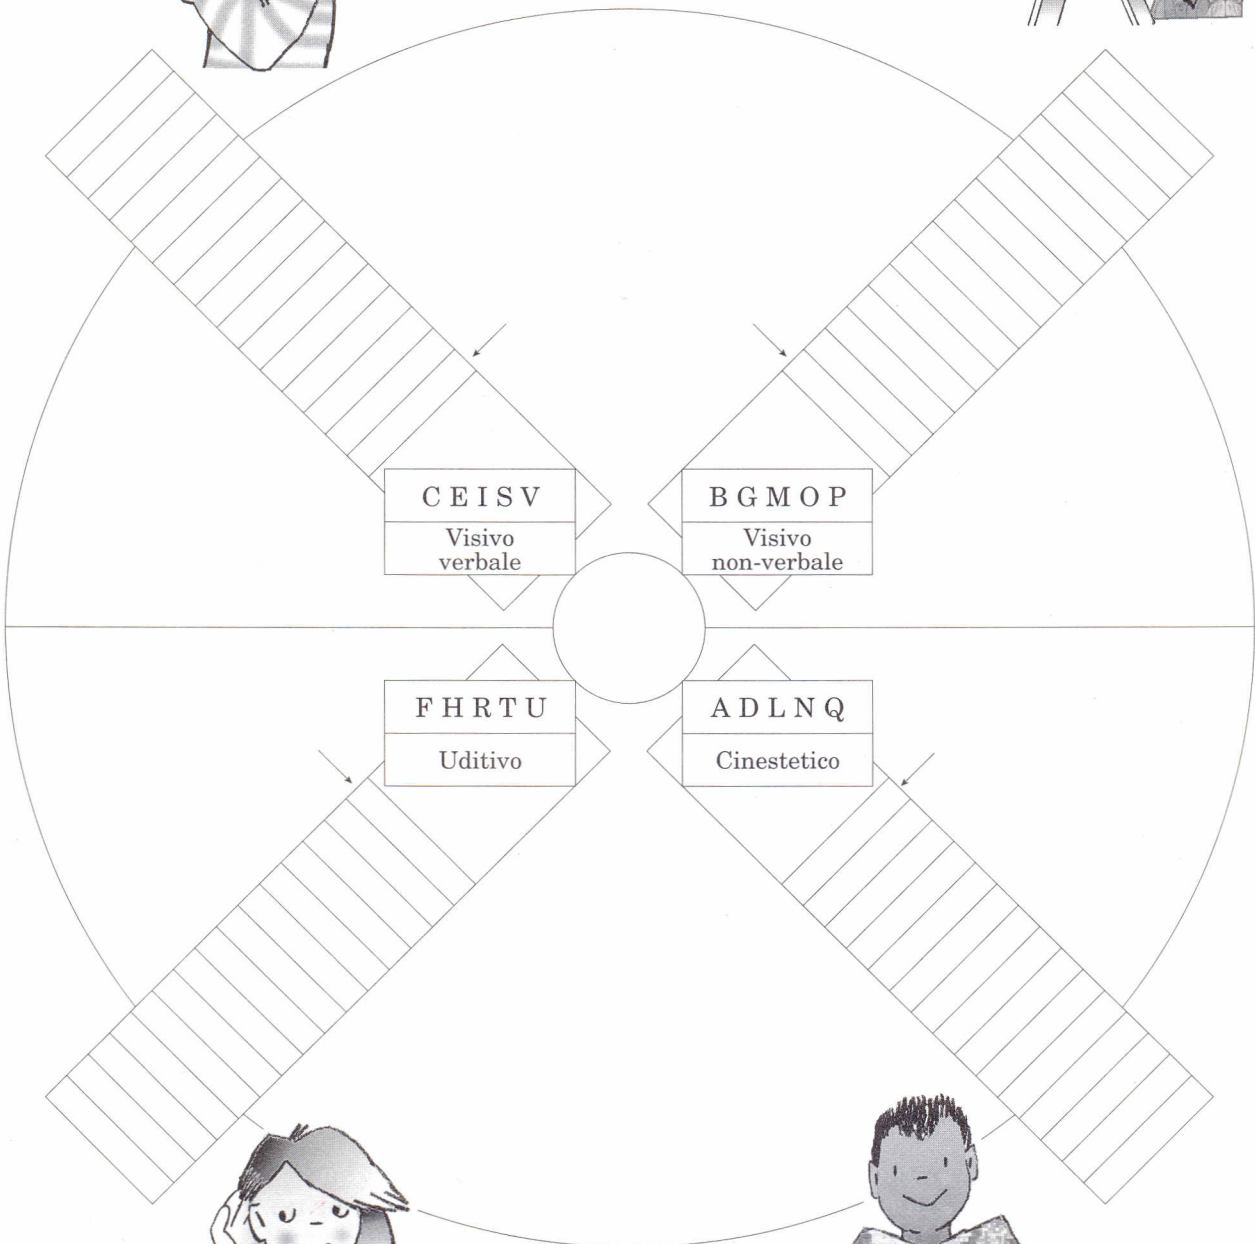 C E I S V
Visivo
verbale
B G M O P
Visivo
non-verbale
F H R T U
Uditivo
A D L N Q
Cinestetico